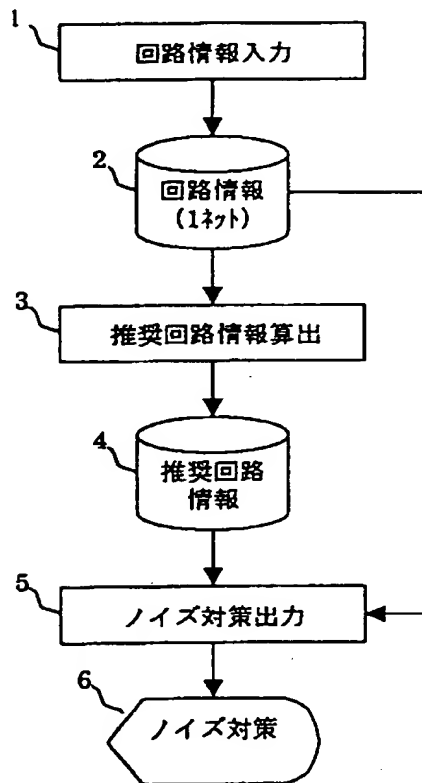 1
回路情報入力
2
回路情報
(1ネット)
3
推奨回路情報算出
4
推奨回路
情報
5
ノイズ対策出力
6
ノイズ対策